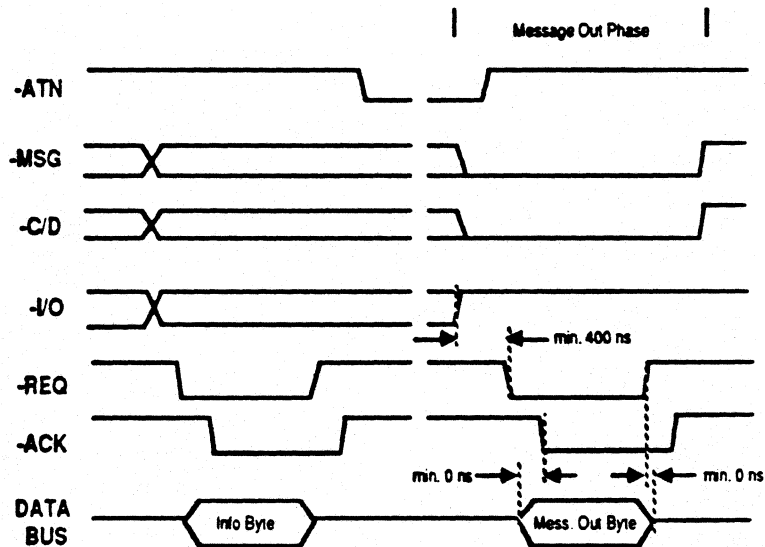 Message Out Phase
-ATN
-MSG
-C/D
-I/O
min. 400 ns
-REQ
-ACK
min. 0 ns
min. 0 ns
DATA
BUS
Info Byte
Mess. Out Byte